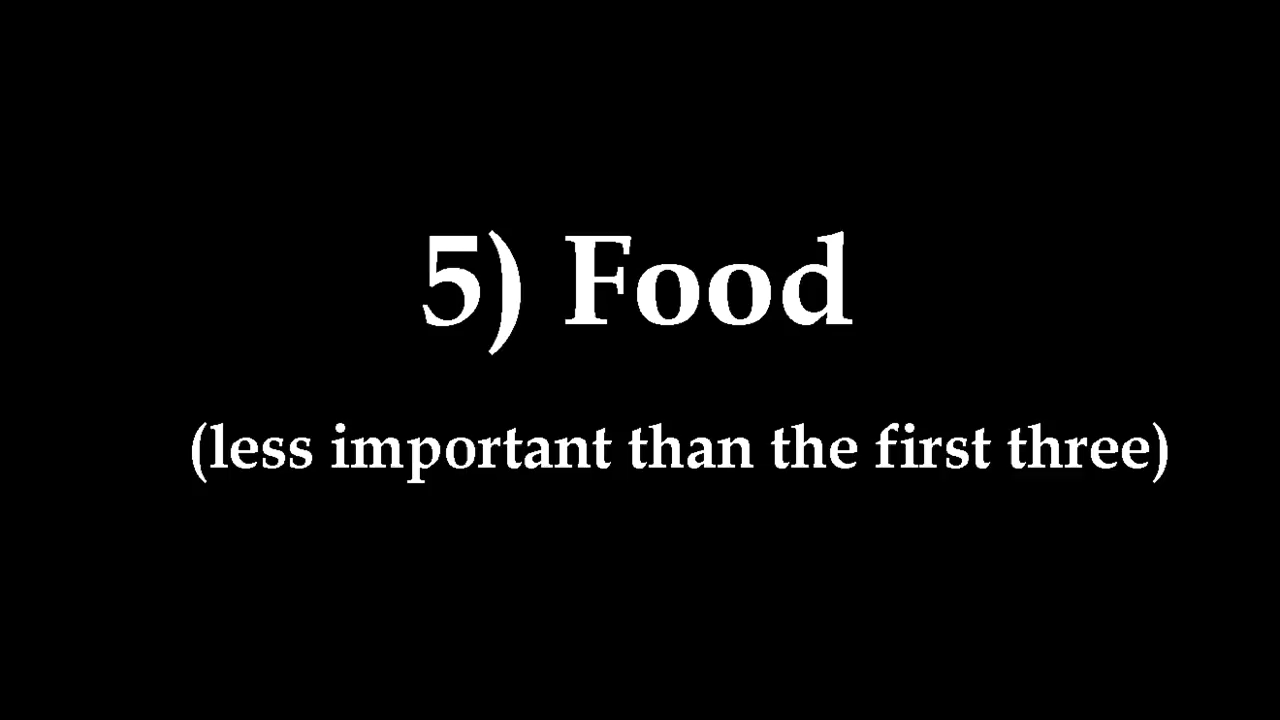 5) Food
(less important than the first three)